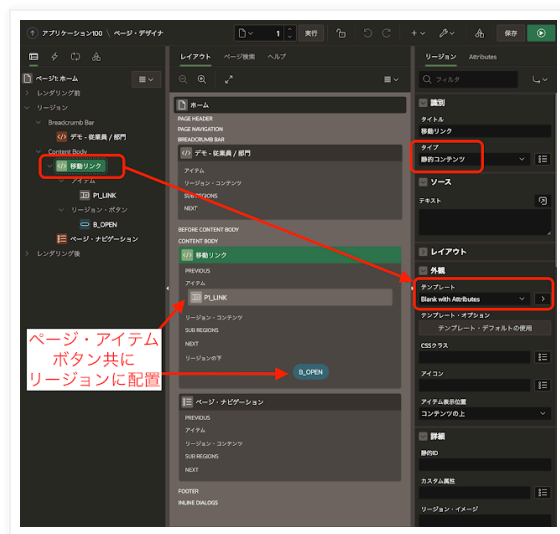 アプリケーション100 \ ページ・デザイナ
1
実行
保存
レイアウト
ページ検索
ヘルプ
リージョン
Attributes
ページ1: ホーム
レンダリング前
リージョン
Breadcrumb Bar
デモ - 従業員 / 部門
Content Body
移動リンク
アイテム
P1_LINK
リージョン・ボタン
B_OPEN
ページ・ナビゲーション
レンダリング後
ホーム
PAGE HEADER
PAGE NAVIGATION
BREADCRUMB BAR
デモ - 従業員 / 部門
アイテム
リージョン・コンテンツ
SUB REGIONS
NEXT
BEFORE CONTENT BODY
CONTENT BODY
移動リンク
PREVIOUS
アイテム
P1_LINK
リージョン・コンテンツ
SUB REGIONS
NEXT
リージョンの下
B_OPEN
ページ・ナビゲーション
PREVIOUS
アイテム
リージョン・コンテンツ
SUB REGIONS
NEXT
FOOTER
INLINE DIALOGS
ページ・アイテム
ボタン共に
リージョンに配置
フィルタ
識別
タイトル
移動リンク
タイプ
静的コンテンツ
ソース
テキスト
レイアウト
外観
テンプレート
Blank with Attributes
テンプレート・オプション
テンプレート・デフォルトの使用
CSSクラス
アイコン
アイテム表示位置
コンテンツの上
詳細
静的ID
カスタム属性
リージョン・イメージ